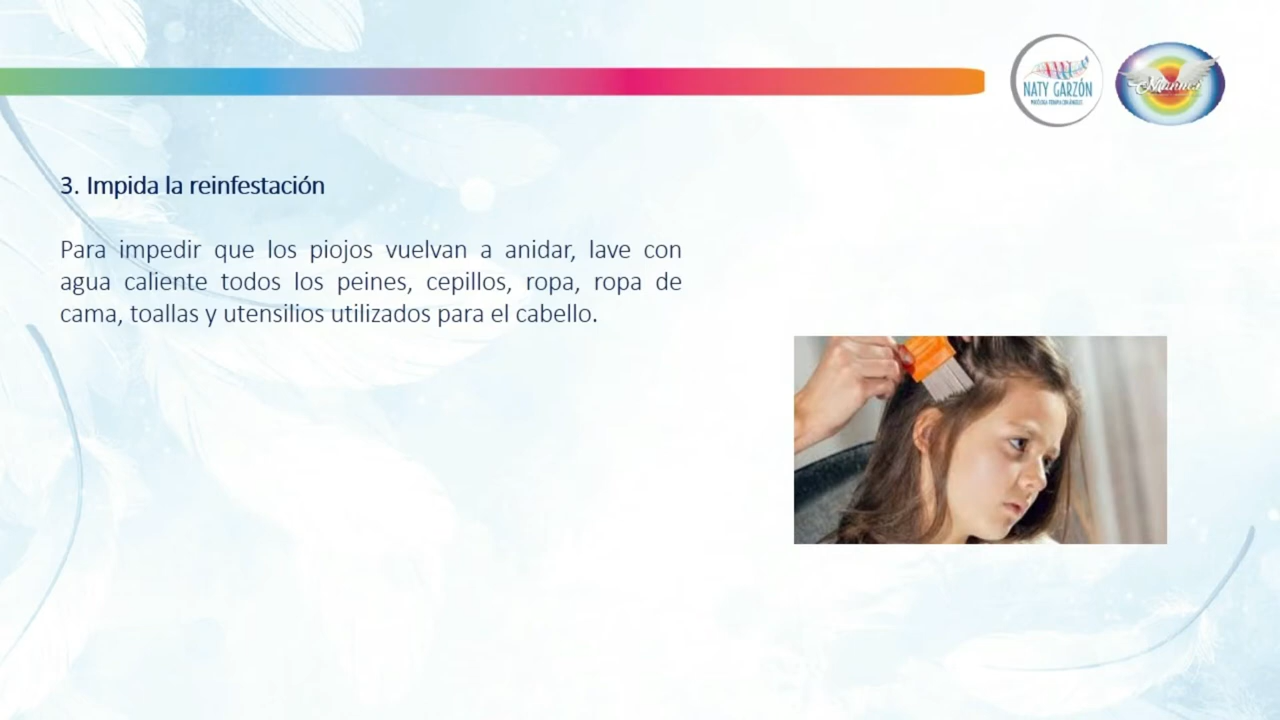 NATY GARZÓN
3. Impida la reinfestación
Para impedir que los piojos vuelvan a anidar, lave con
agua caliente todos los peines, cepillos, ropa, ropa de
cama, toallas y utensilios utilizados para el cabello.